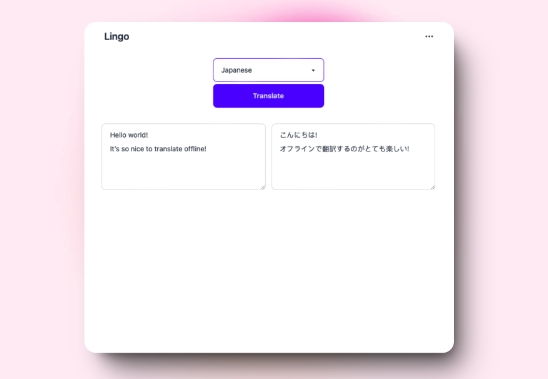 Lingo
Japanese
Translate
Hello world!
It's so nice to translate offline!
こんにちは!
オフラインで翻訳するのがとても楽しい!